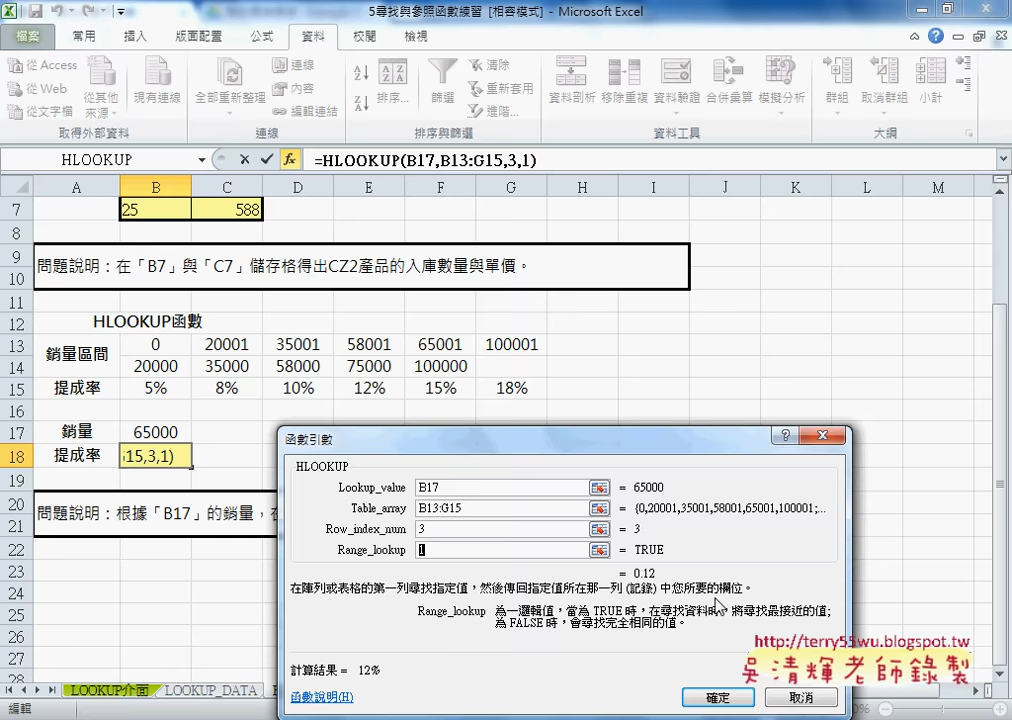 5尋找與參照函數練習 [相容模式] - Microsoft Excel
檔案 常用 插入 版面配置 公式 資料 校閱 檢視
從 Access
從 Web
從文字檔
從其他來源
現有連線
取得外部資料
全部重新整理
連線
內容
編輯連結
連線
排序...
篩選
清除
重新套用
進階...
排序與篩選
資料剖析 移除重複 資料驗證 合併彙算 模擬分析
資料工具
群組 取消群組 小計
大綱
HLOOKUP =HLOOKUP(B17,B13:G15,3,1)
A B C D E F G H I J K L M
7 25 588
8
9
問題說明：在「B7」與「C7」儲存格得出CZ2產品的入庫數量與單價。
10
11
12 HLOOKUP函數
13 0 20001 35001 58001 65001 100001
銷量區間
14 20000 35000 58000 75000 100000
15 提成率 5% 8% 10% 12% 15% 18%
16
17 銷量 65000
18 提成率 15,3,1)
19
20
問題說明：根據「B17」的銷量，在
21
22
23
24
25
26
27
28
函數引數
HLOOKUP
Lookup_value B17 = 65000
Table_array B13:G15 = {0,20001,35001,58001,65001,100001;...
Row_index_num 3 = 3
Range_lookup 1 = TRUE
= 0.12
在陣列或表格的第一列尋找指定值，然後傳回指定值所在那一列 (記錄) 中您所要的欄位。
Range_lookup 為一邏輯值，當為 TRUE 時，在尋找資料時，將尋找最接近的值;
為 FALSE 時，會尋找完全相同的值。
計算結果 = 12%
函數說明(H)
確定 取消
http://terry55wu.blogspot.tw
吳清輝老師錄製
LOOKUP介面 LOOKUP_DATA
編輯